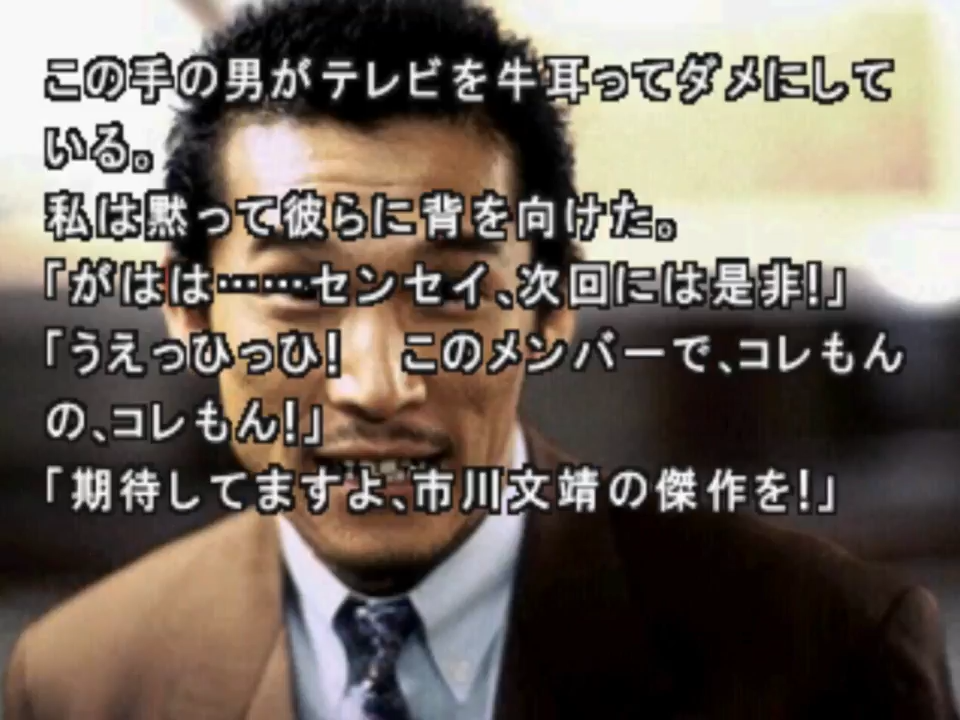 この手の男がテレビを牛耳ってダメにして
いる。
私は黙って彼らに背を向けた。
「がはは……センセイ、次回には是非!」
「うえっひっひ!　このメンバーで、コレもん
の、コレもん!」
「期待してますよ、市川文靖の傑作を!」